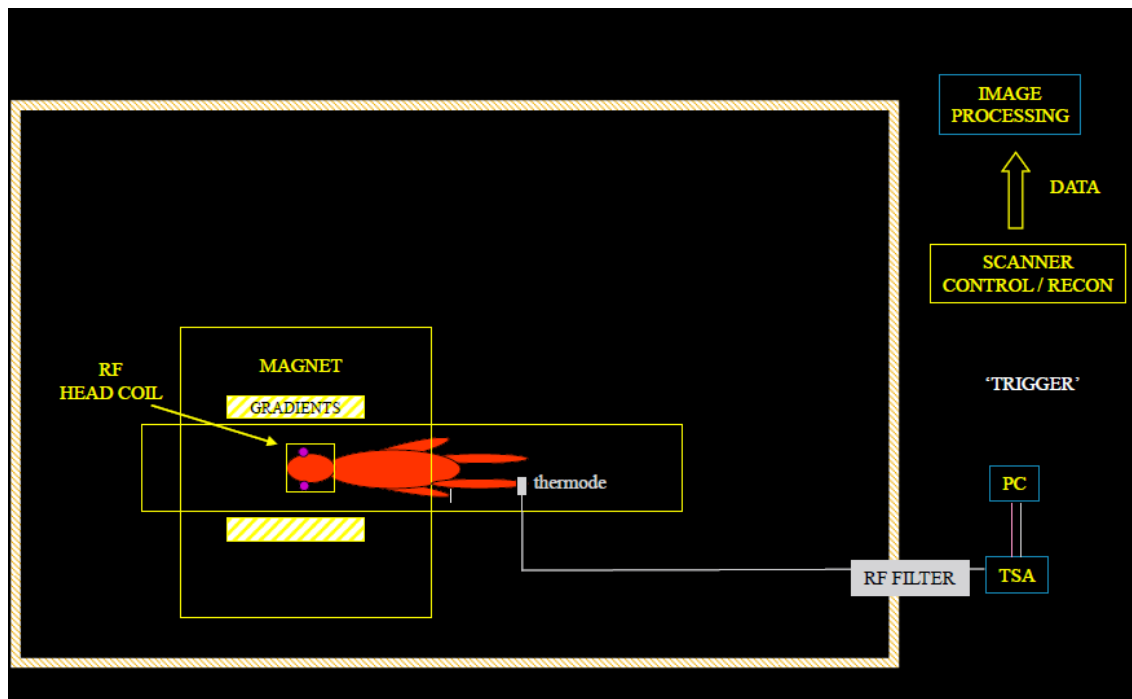 IMAGE
PROCESSING
DATA
SCANNER
CONTROL / RECON
RF
HEAD COIL
MAGNET
GRADIENTS
‘TRIGGER’
thermode
PC
RF FILTER
TSA